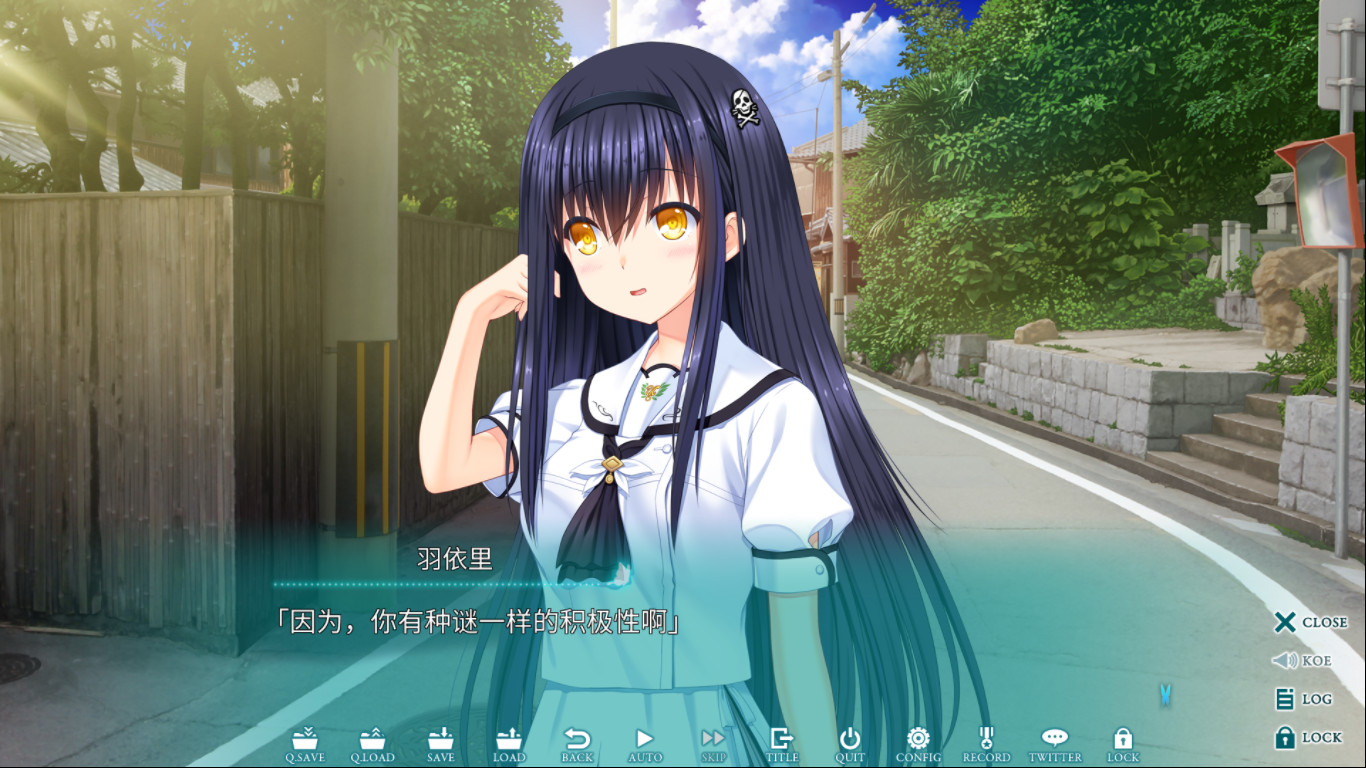 羽依里
「因为，你有种谜一样的积极性啊」
CLOSE
KOE
LOG
LOCK
Q.SAVE Q.LOAD SAVE LOAD BACK AUTO SKIP TITLE QUIT CONFIG RECORD TWITTER LOCK